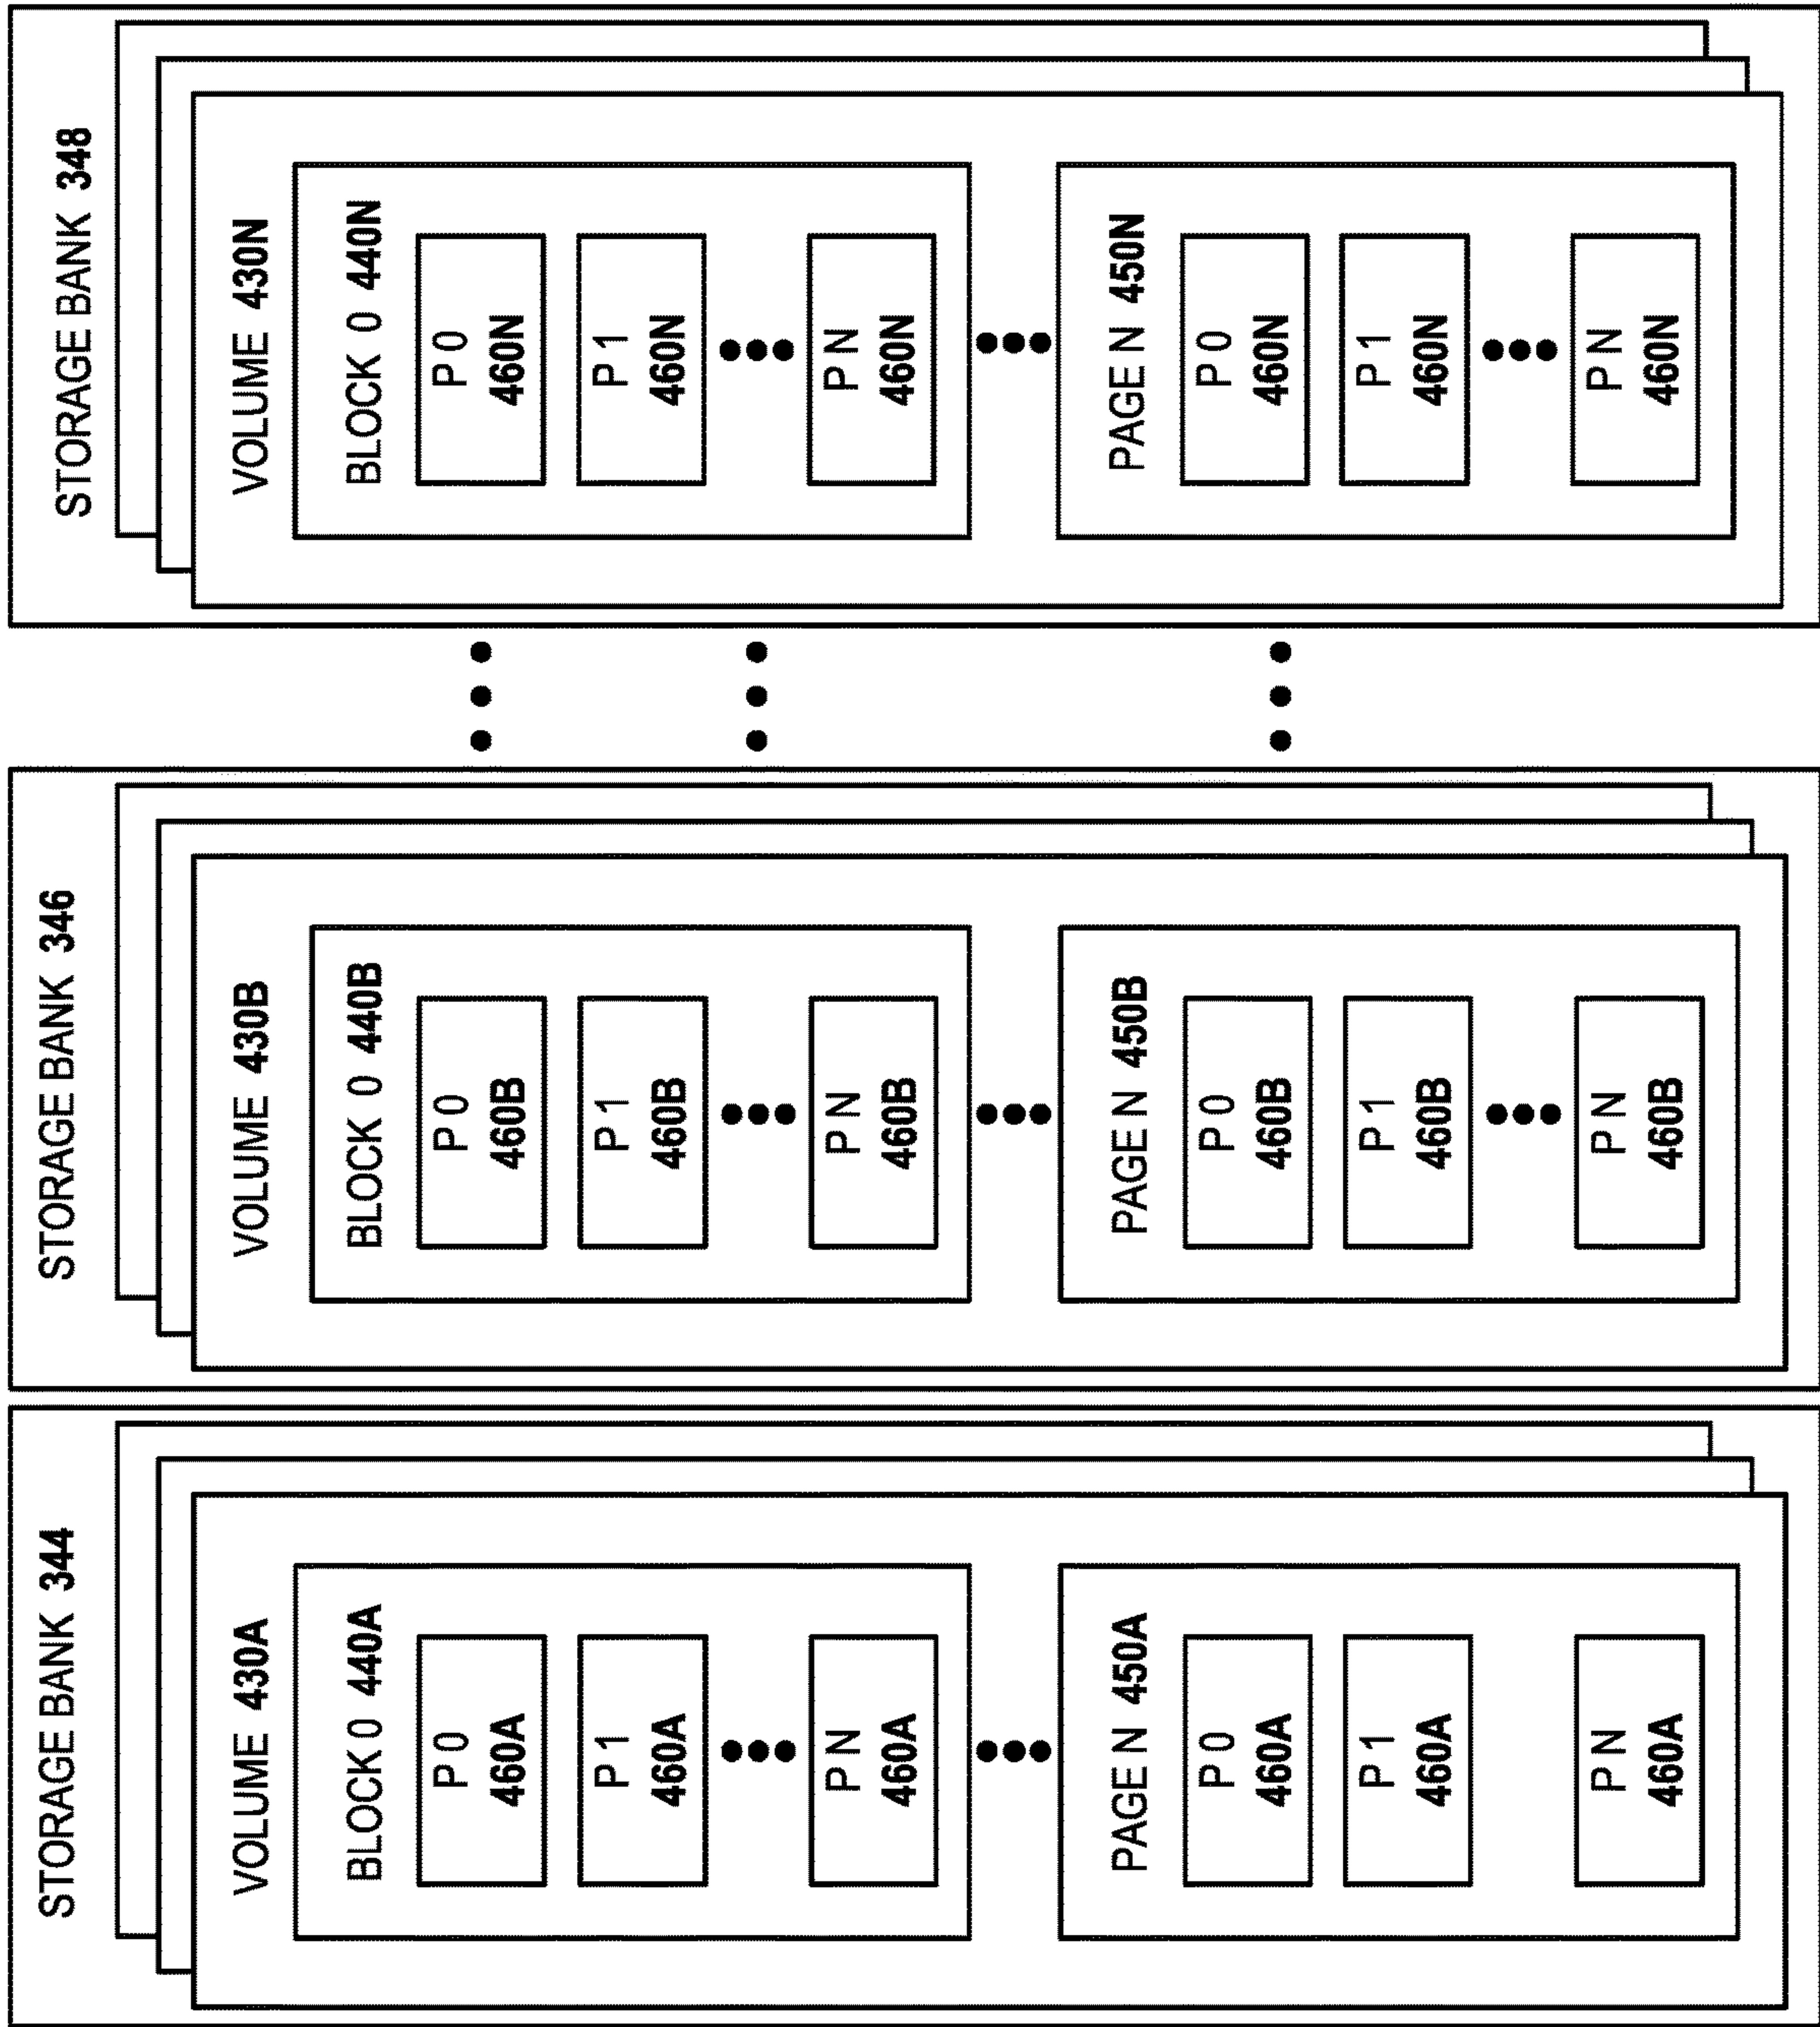 STORAGE BANK 344
VOLUME 430A
BLOCK 0 440A
P 0
460A
P 1
460A
P N
460A
PAGE N 450A
P 0
460A
P 1
460A
P N
460A
STORAGE BANK 346
VOLUME 430B
BLOCK 0 440B
P 0
460B
P 1
460B
P N
460B
PAGE N 450B
P 0
460B
P 1
460B
P N
460B
STORAGE BANK 348
VOLUME 430N
BLOCK 0 440N
P 0
460N
P 1
460N
P N
460N
PAGE N 450N
P 0
460N
P 1
460N
P N
460N